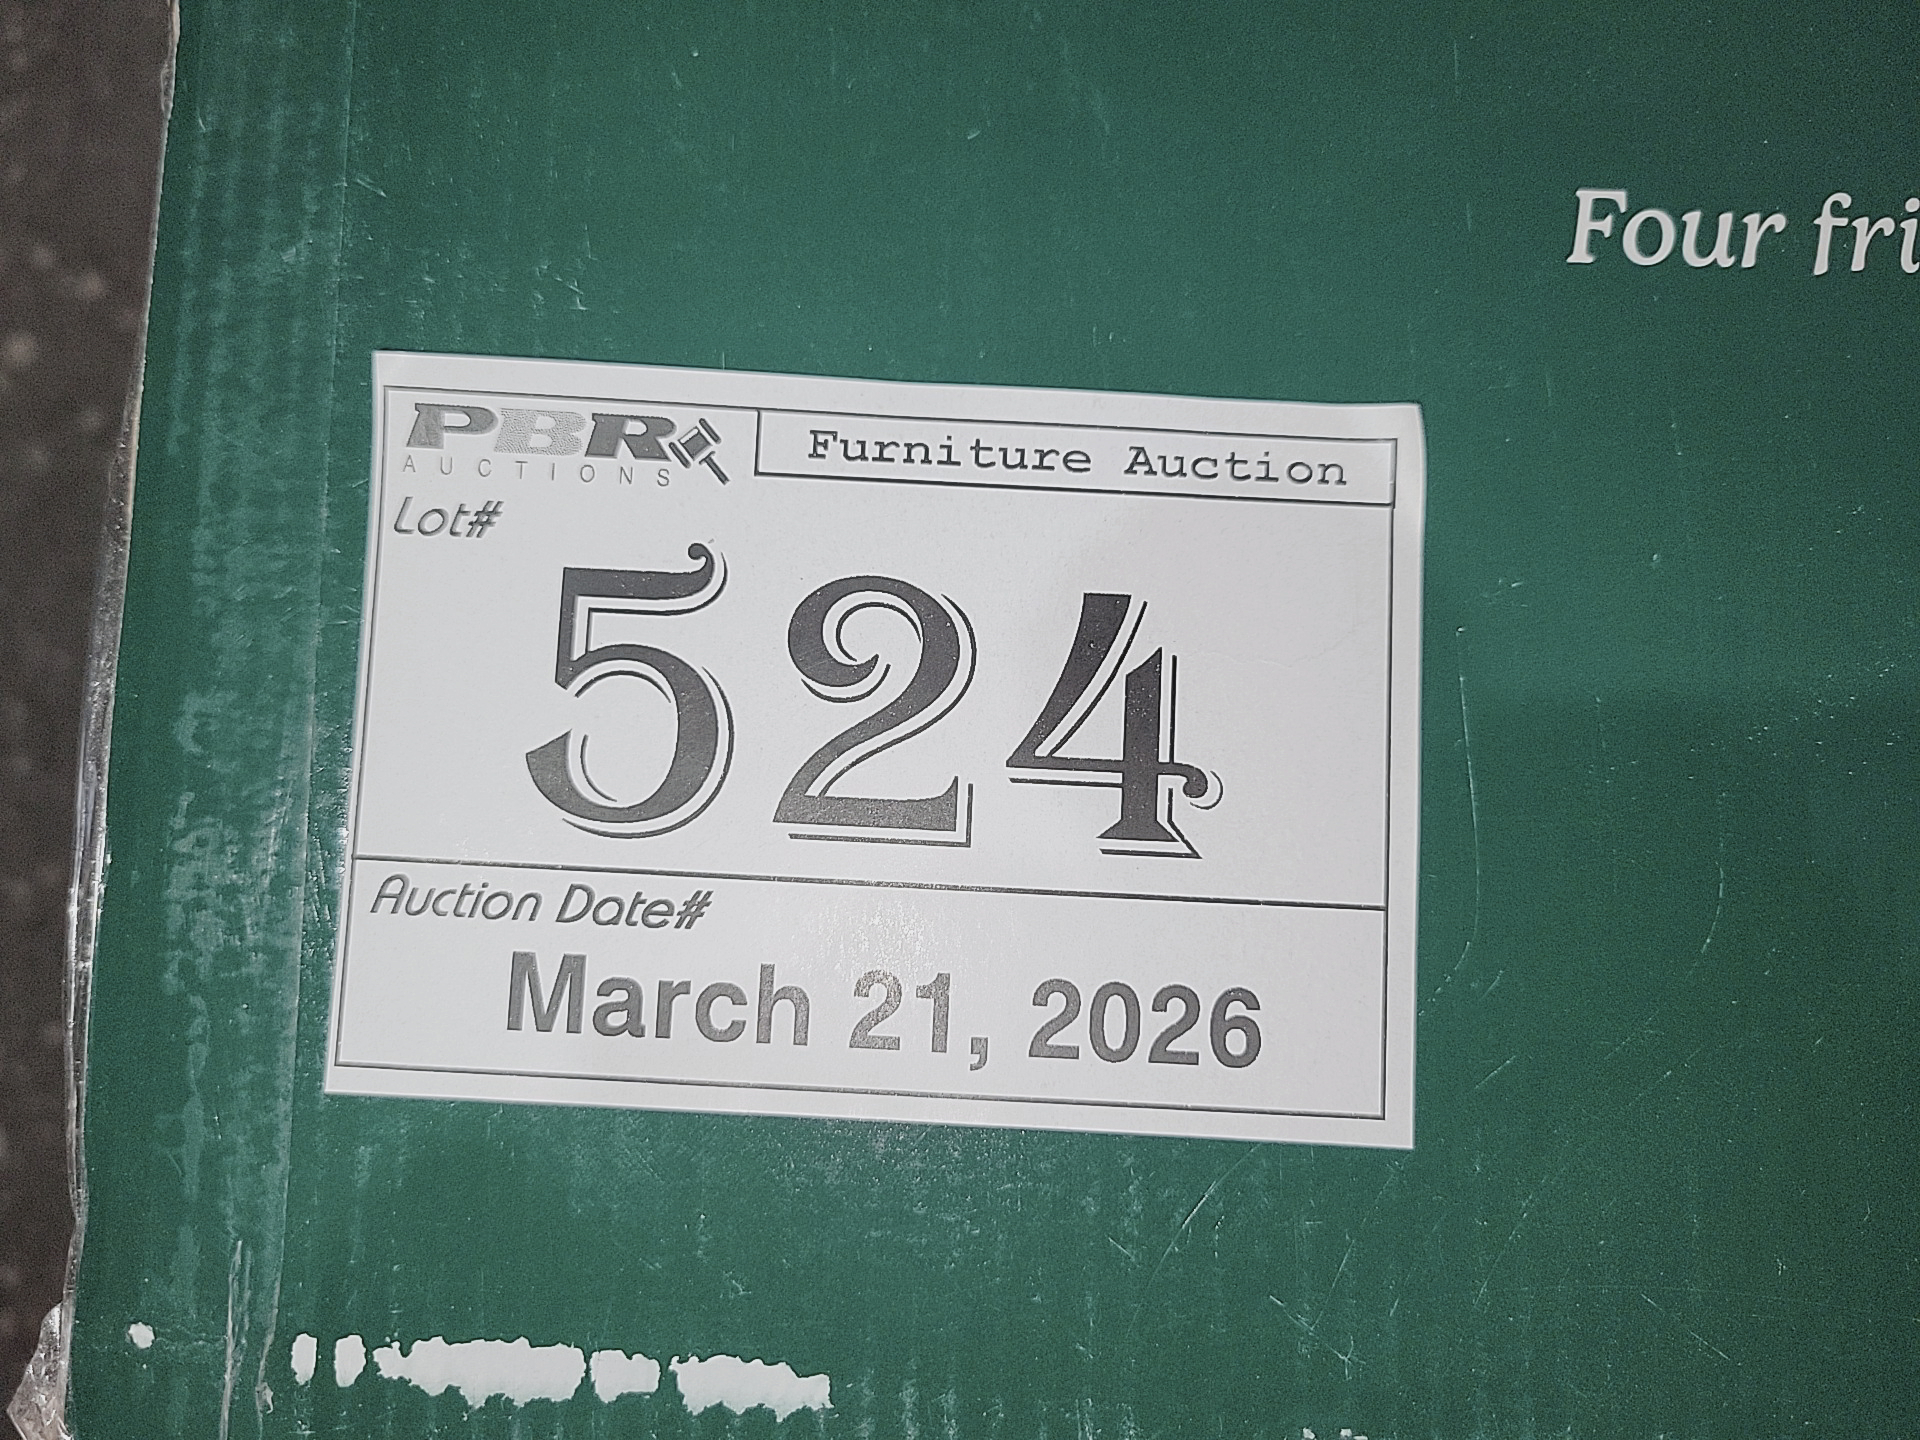 PBR
AUCTIONS
Furniture Auction
Lot#
524
Auction Date#
March 21, 2026
Four fri